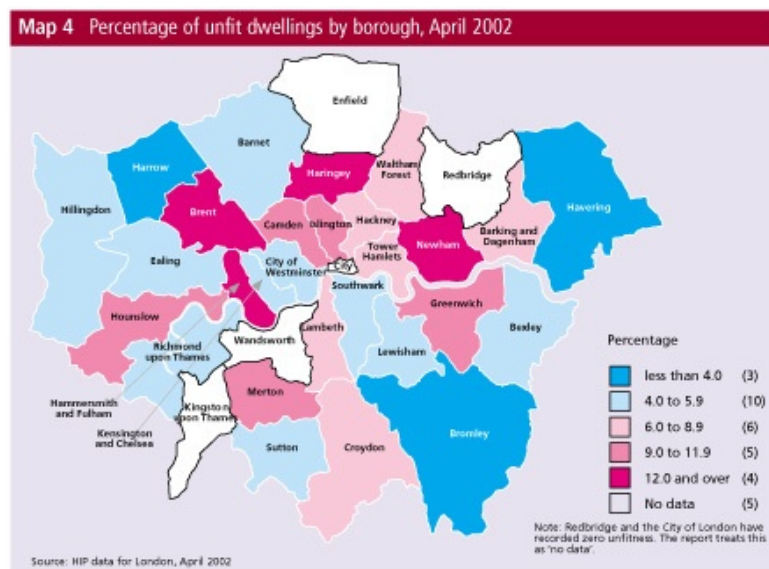 Map 4 Percentage of unfit dwellings by borough, April 2002
Enfield
Barnet
Harrow
Haringey
Waltham
Forest
Redbridge
Havering
Hillingdon
Brent
Camden
Islington
Hackney
Barking and
Dagenham
Newham
Tower
Hamlets
Ealing
City of
Westminster
City
Southwark
Greenwich
Hounslow
Bexley
Richmond
upon Thames
Wandsworth
Lambeth
Lewisham
Hammersmith
and Fulham
Kingston
upon Thames
Merton
Kensington
and Chelsea
Sutton
Croydon
Bromley
Percentage
less than 4.0 (3)
4.0 to 5.9 (10)
6.0 to 8.9 (6)
9.0 to 11.9 (5)
12.0 and over (4)
No data (5)
Note: Redbridge and the City of London have
recorded zero unfitness. The report treats this
as 'no data'.
Source: HIP data for London, April 2002